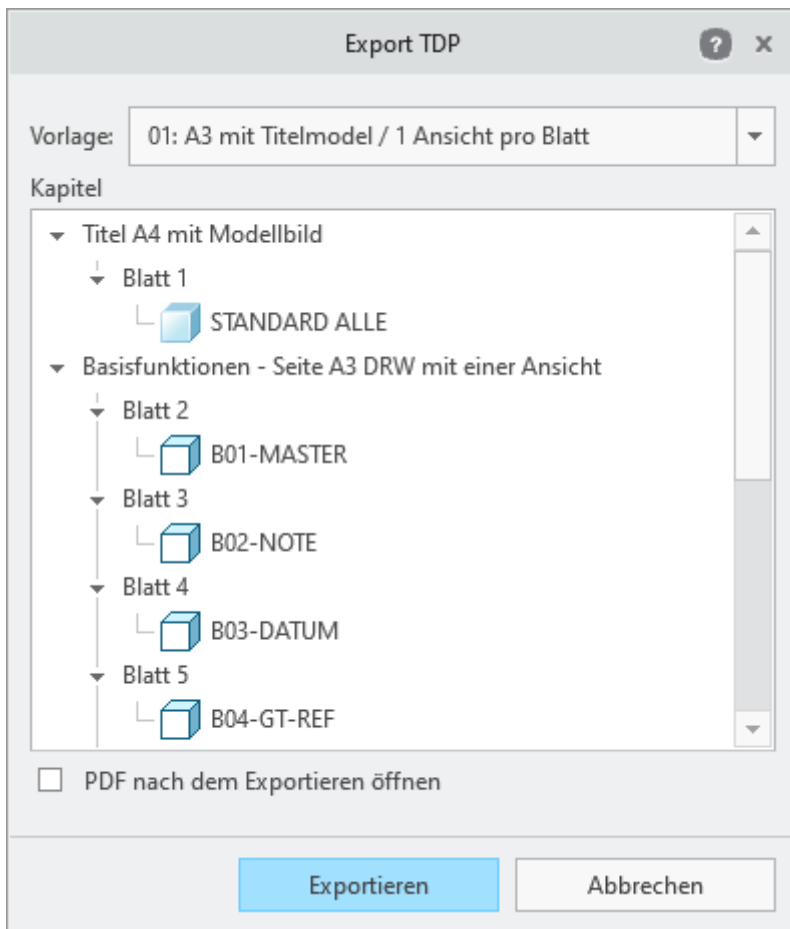 Export TDP
Vorlage: 01: A3 mit Titelmodel / 1 Ansicht pro Blatt
Kapitel
Titel A4 mit Modellbild
Blatt 1
STANDARD ALLE
Basisfunktionen - Seite A3 DRW mit einer Ansicht
Blatt 2
B01-MASTER
Blatt 3
B02-NOTE
Blatt 4
B03-DATUM
Blatt 5
B04-GT-REF
PDF nach dem Exportieren öffnen
Exportieren Abbrechen